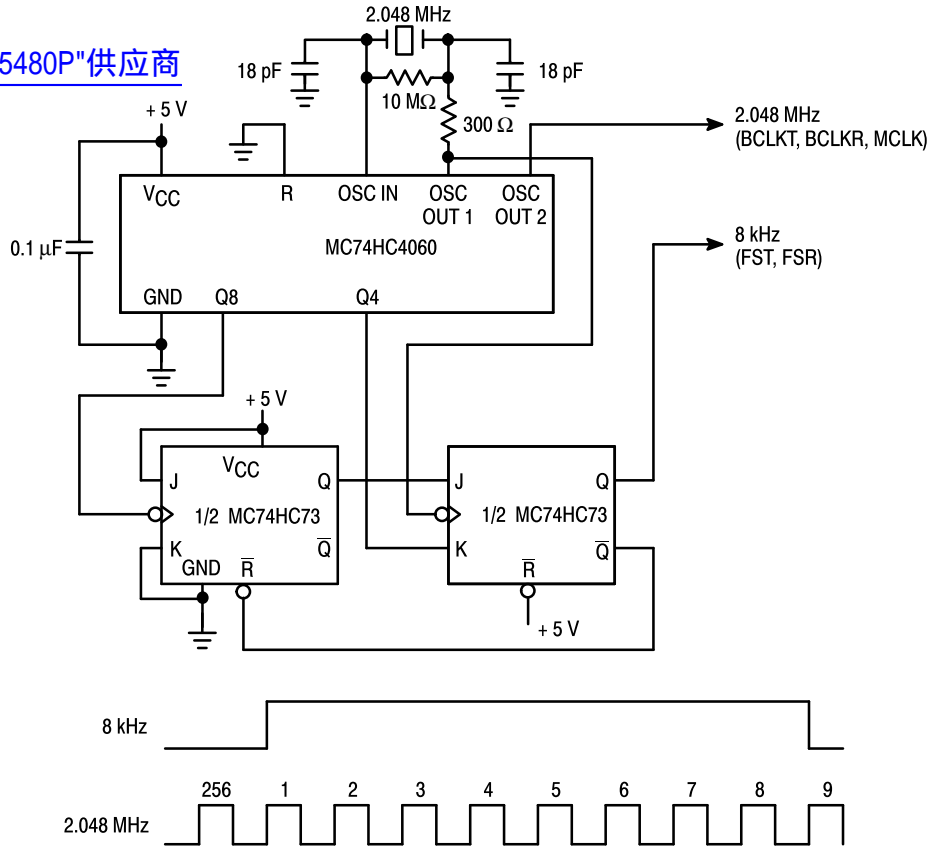 2.048 MHz
5480P"供应商
18 pF
18 pF
10 MΩ
300 Ω
+ 5 V
2.048 MHz
(BCLKT, BCLKR, MCLK)
VCC
R
OSC IN
OSC
OUT 1
OSC
OUT 2
0.1 µF
MC74HC4060
8 kHz
(FST, FSR)
GND
Q8
Q4
+ 5 V
VCC
J
Q
J
Q
1/2 MC74HC73
1/2 MC74HC73
K
Q̅
K
Q̅
GND
R̅
R̅
+ 5 V
8 kHz
256 1 2 3 4 5 6 7 8 9
2.048 MHz